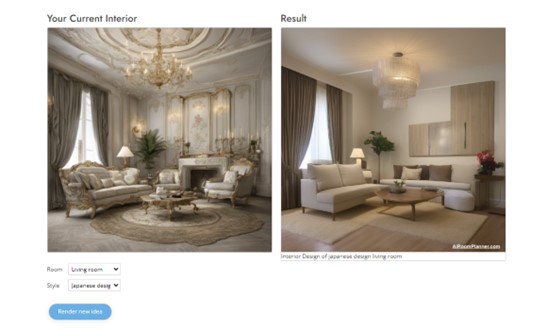 Your Current Interior
Result
AIRoomPlanner.com
Interior Design of japanese design living room
Room
Living room
Style
Japanese desig
Render new idea